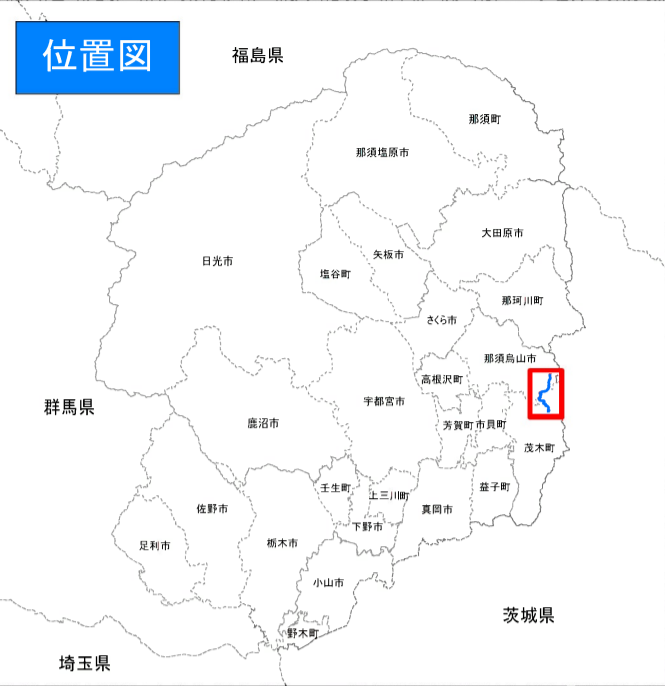 位置図
福島県
那須町
那須塩原市
大田原市
日光市
矢板市
塩谷町
那珂川町
さくら市
那須烏山市
高根沢町
宇都宮市
群馬県
鹿沼市
芳賀町
市貝町
茂木町
壬生町
上三川町
益子町
佐野市
真岡市
下野市
足利市
栃木市
小山市
茨城県
野木町
埼玉県